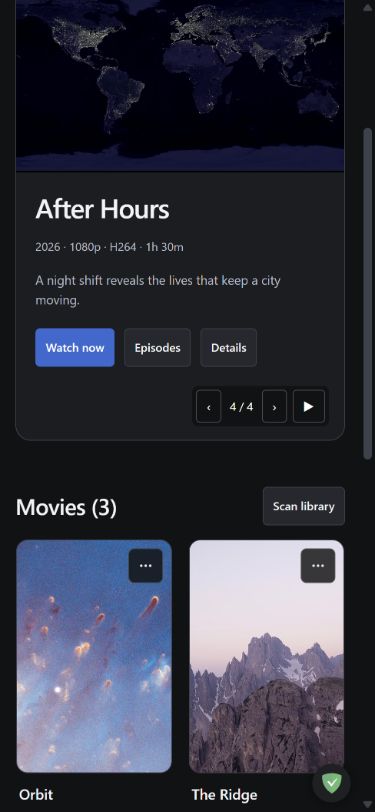 After Hours
2026 · 1080p · H264 · 1h 30m
A night shift reveals the lives that keep a city
moving.
Watch now Episodes Details
‹ 4 / 4 ›
Movies (3) Scan library
Orbit The Ridge